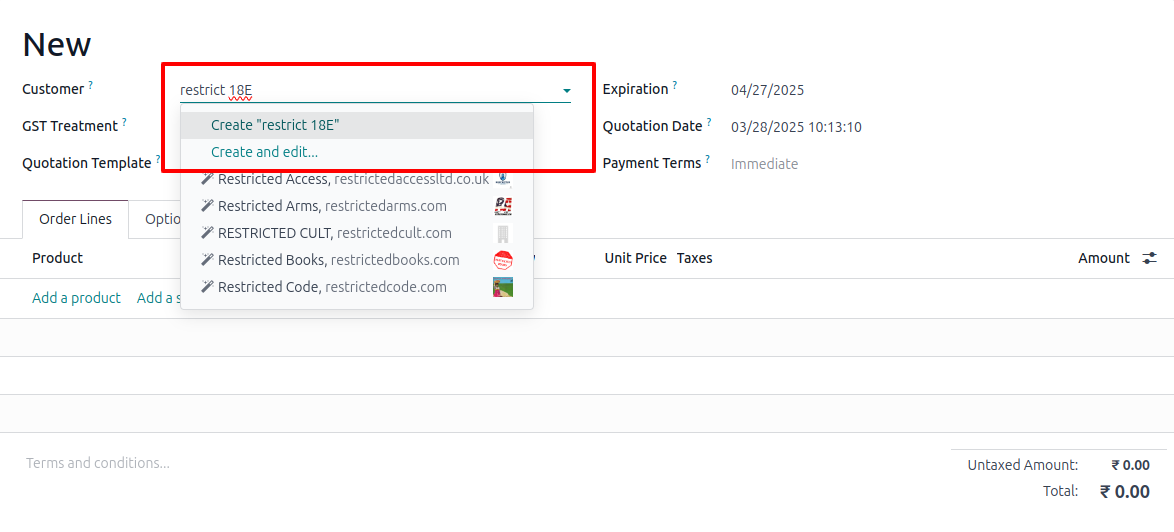 New
Customer ? restrict 18E Expiration ? 04/27/2025
Create "restrict 18E"
GST Treatment ? Quotation Date ? 03/28/2025 10:13:10
Create and edit...
Quotation Template ? Payment Terms ? Immediate
Restricted Access, restrictedaccessltd.co.uk
Restricted Arms, restrictedarms.com
Order Lines Optio
RESTRICTED CULT, restrictedcult.com
Product Unit Price Taxes Amount
Restricted Books, restrictedbooks.com
Restricted Code, restrictedcode.com
Add a product Add a s
Terms and conditions...
Untaxed Amount: ₹ 0.00
Total: ₹ 0.00